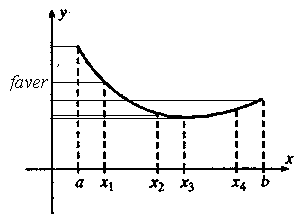 y
faver
x
a x₁ x₂ x₃ x₄ b